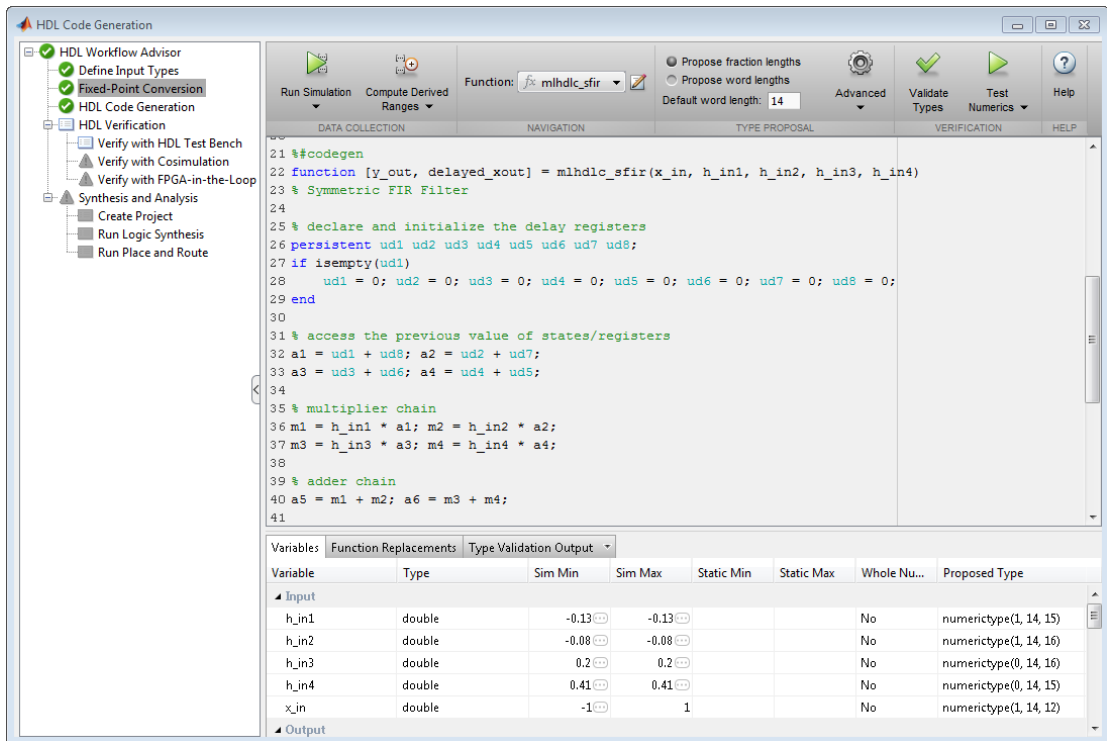 HDL Code Generation
HDL Workflow Advisor
Define Input Types
Fixed-Point Conversion
HDL Code Generation
HDL Verification
Verify with HDL Test Bench
Verify with Cosimulation
Verify with FPGA-in-the-Loop
Synthesis and Analysis
Create Project
Run Logic Synthesis
Run Place and Route
Run Simulation
Compute Derived Ranges
Function: fx mlhdlc_sfir
Propose fraction lengths
Propose word lengths
Default word length: 14
Advanced
Validate Types
Test Numerics
Help
DATA COLLECTION NAVIGATION TYPE PROPOSAL VERIFICATION HELP
21 %#codegen
22 function [y_out, delayed_xout] = mlhdlc_sfir(x_in, h_in1, h_in2, h_in3, h_in4)
23 % Symmetric FIR Filter
24
25 % declare and initialize the delay registers
26 persistent ud1 ud2 ud3 ud4 ud5 ud6 ud7 ud8;
27 if isempty(ud1)
28 ud1 = 0; ud2 = 0; ud3 = 0; ud4 = 0; ud5 = 0; ud6 = 0; ud7 = 0; ud8 = 0;
29 end
30
31 % access the previous value of states/registers
32 a1 = ud1 + ud8; a2 = ud2 + ud7;
33 a3 = ud3 + ud6; a4 = ud4 + ud5;
34
35 % multiplier chain
36 m1 = h_in1 * a1; m2 = h_in2 * a2;
37 m3 = h_in3 * a3; m4 = h_in4 * a4;
38
39 % adder chain
40 a5 = m1 + m2; a6 = m3 + m4;
41
Variables Function Replacements Type Validation Output
Variable Type Sim Min Sim Max Static Min Static Max Whole Nu... Proposed Type
Input
h_in1 double -0.13 -0.13 No numerictype(1, 14, 15)
h_in2 double -0.08 -0.08 No numerictype(1, 14, 16)
h_in3 double 0.2 0.2 No numerictype(0, 14, 16)
h_in4 double 0.41 0.41 No numerictype(0, 14, 15)
x_in double -1 1 No numerictype(1, 14, 12)
Output